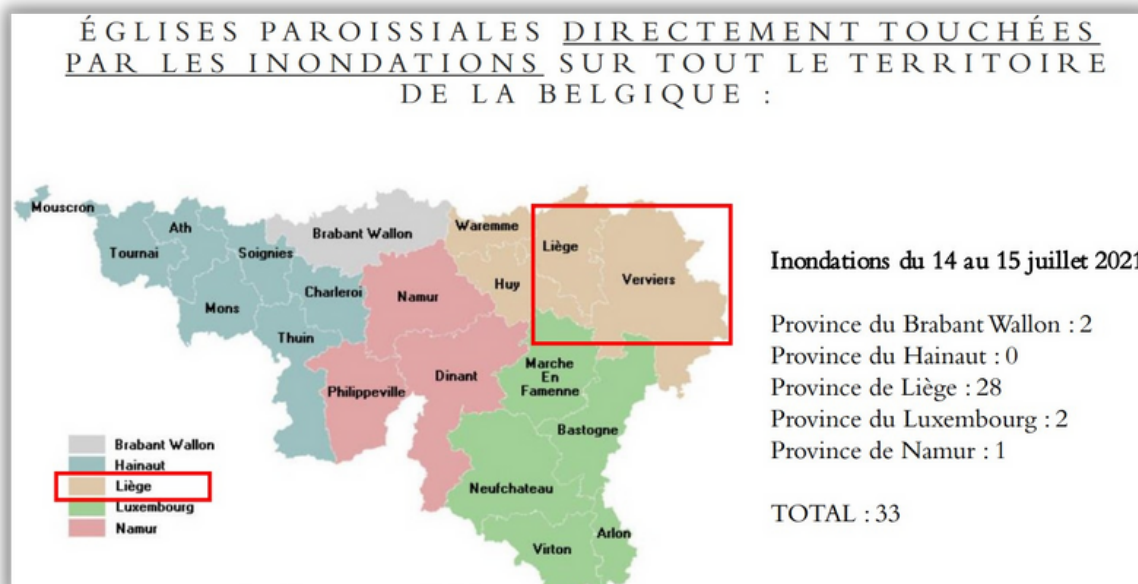 ÉGLISES PAROISSIALES DIRECTEMENT TOUCHÉES
PAR LES INONDATIONS SUR TOUT LE TERRITOIRE
DE LA BELGIQUE :
Mouscron
Tournai
Ath
Soignies
Mons
Charleroi
Thuin
Brabant Wallon
Namur
Philippeville
Dinant
Waremme
Huy
Liège
Verviers
Marche
En
Famenne
Bastogne
Neufchateau
Virton
Arlon
Brabant Wallon
Hainaut
Liège
Luxembourg
Namur
Inondations du 14 au 15 juillet 2021
Province du Brabant Wallon : 2
Province du Hainaut : 0
Province de Liège : 28
Province du Luxembourg : 2
Province de Namur : 1
TOTAL : 33